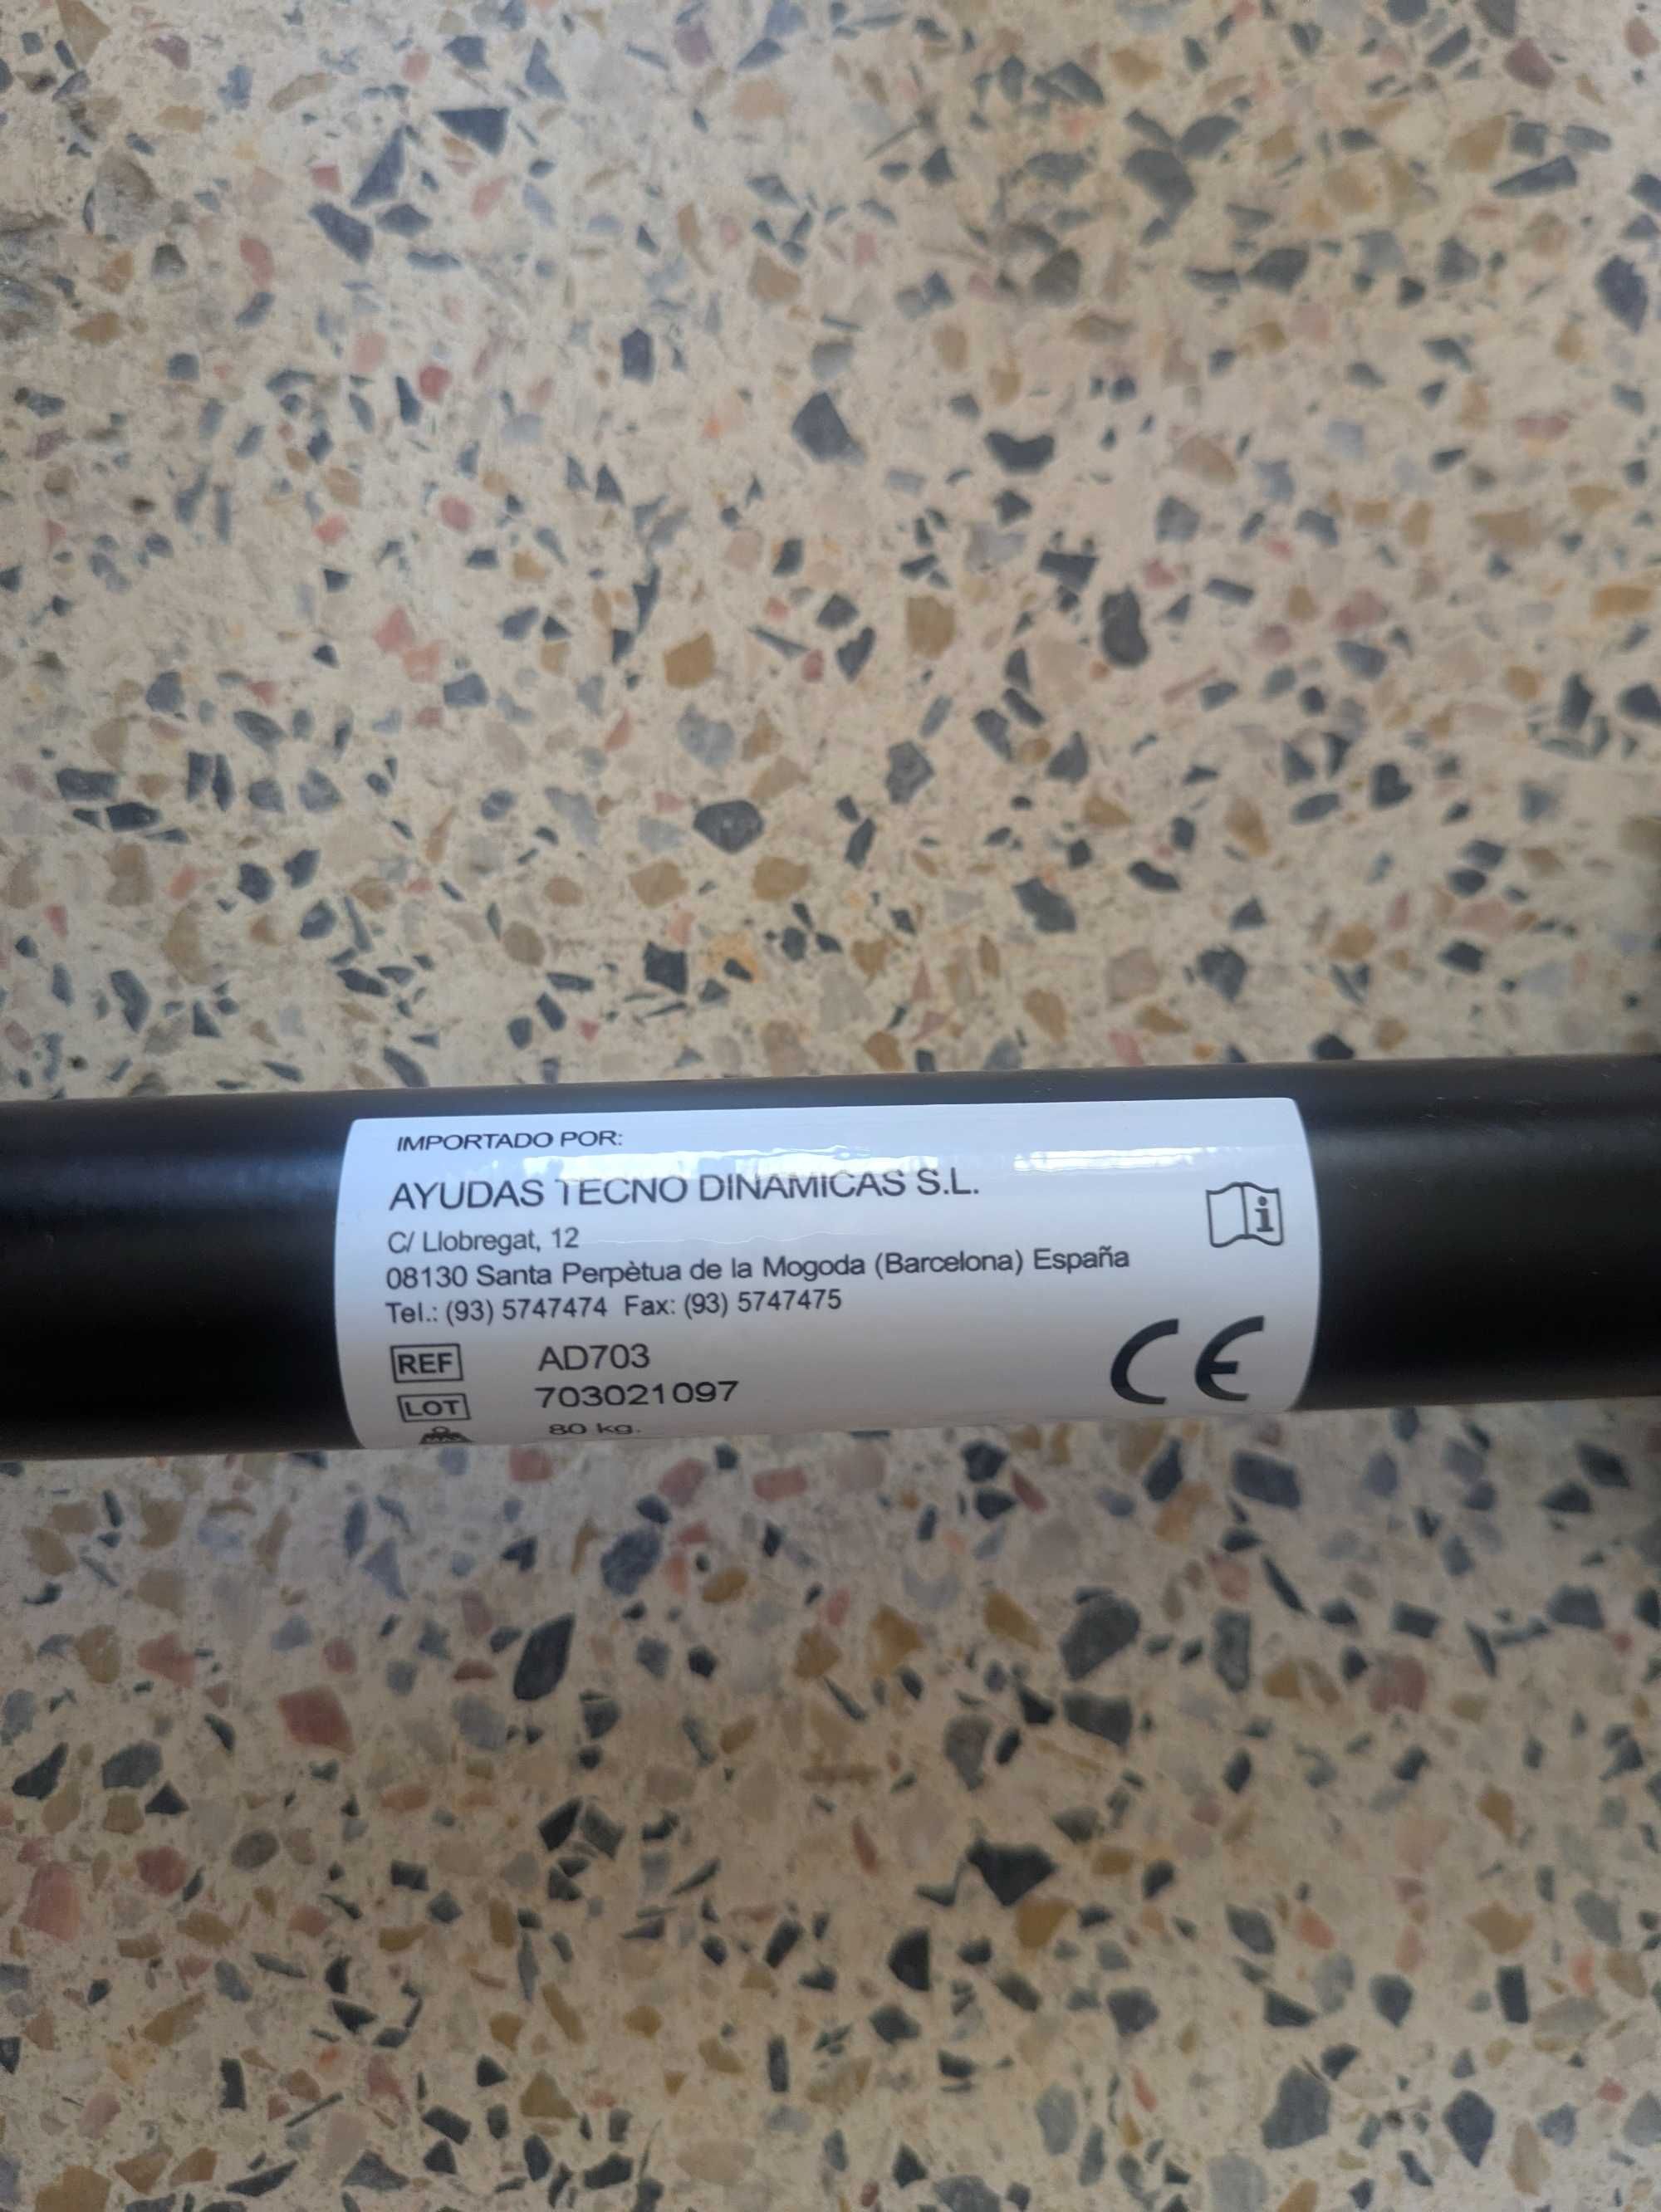 IMPORTADO POR:
AYUDAS TECNO DINAMICAS S.L.
C/ Llobregat, 12
08130 Santa Perpètua de la Mogoda (Barcelona) España
Tel.: (93) 5747474 Fax: (93) 5747475
REF AD703
LOT 703021097
MAX 80 kg.
i
CE